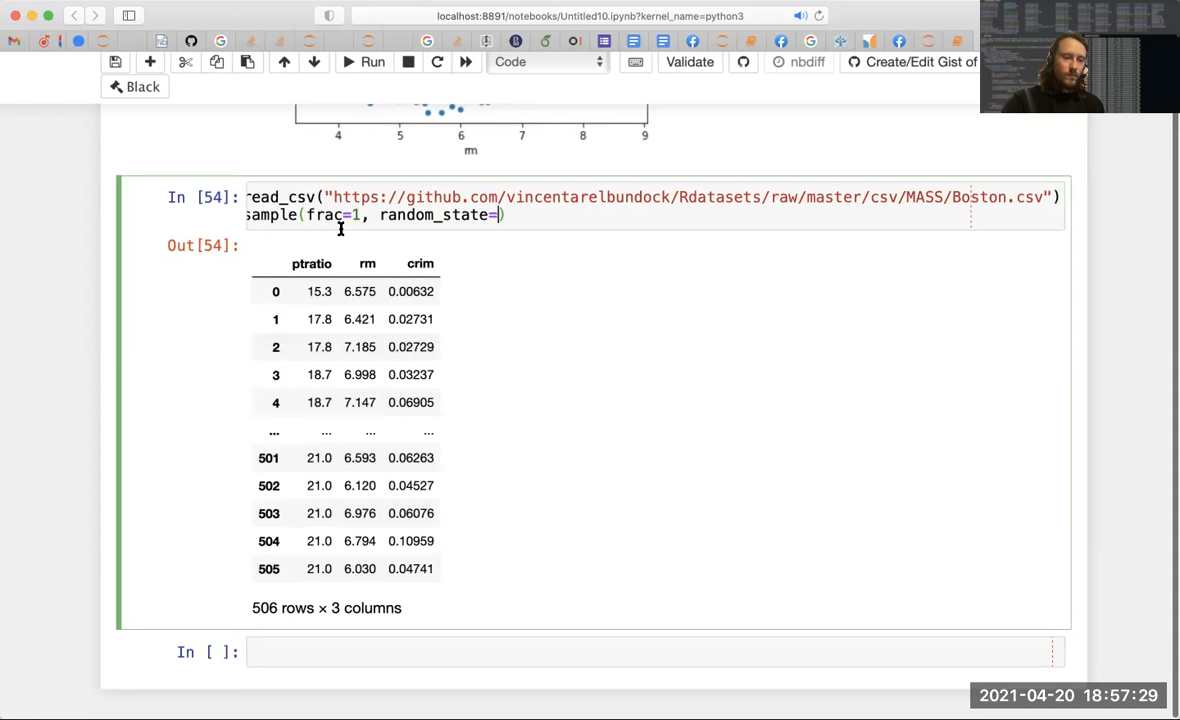 localhost:8891/notebooks/Untitled10.ipynb?kernel_name=python3
Run
Code
Validate
nbdiff
Create/Edit Gist of
Black
4 5 6 7 8 9
rm
In [54]: read_csv("https://github.com/vincentarelbundock/Rdatasets/raw/master/csv/MASS/Boston.csv")
sample(frac=1, random_state=)
Out[54]:
ptratio rm crim
0 15.3 6.575 0.00632
1 17.8 6.421 0.02731
2 17.8 7.185 0.02729
3 18.7 6.998 0.03237
4 18.7 7.147 0.06905
... ... ... ...
501 21.0 6.593 0.06263
502 21.0 6.120 0.04527
503 21.0 6.976 0.06076
504 21.0 6.794 0.10959
505 21.0 6.030 0.04741
506 rows × 3 columns
In [ ]:
2021-04-20 18:57:29